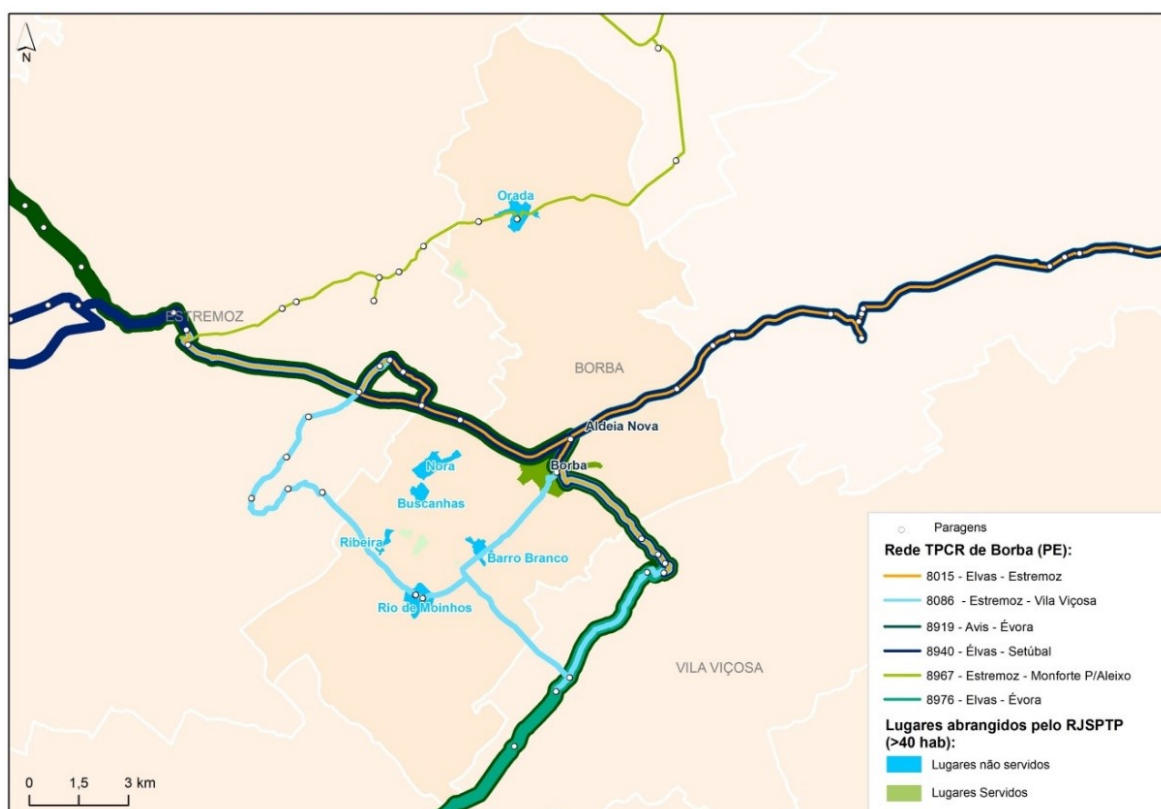 N
Orada
ESTREMOZ
BORBA
Aldeia Nova
Borba
Nora
Buscanhas
Ribeira
Barro Branco
Rio de Moinhos
VILA VIÇOSA
0 1,5 3 km
Paragens
Rede TPCR de Borba (PE):
8015 - Elvas - Estremoz
8086 - Estremoz - Vila Viçosa
8919 - Avis - Évora
8940 - Élvas - Setúbal
8967 - Estremoz - Monforte P/Aleixo
8976 - Elvas - Évora
Lugares abrangidos pelo RJSPTP
(>40 hab):
Lugares não servidos
Lugares Servidos